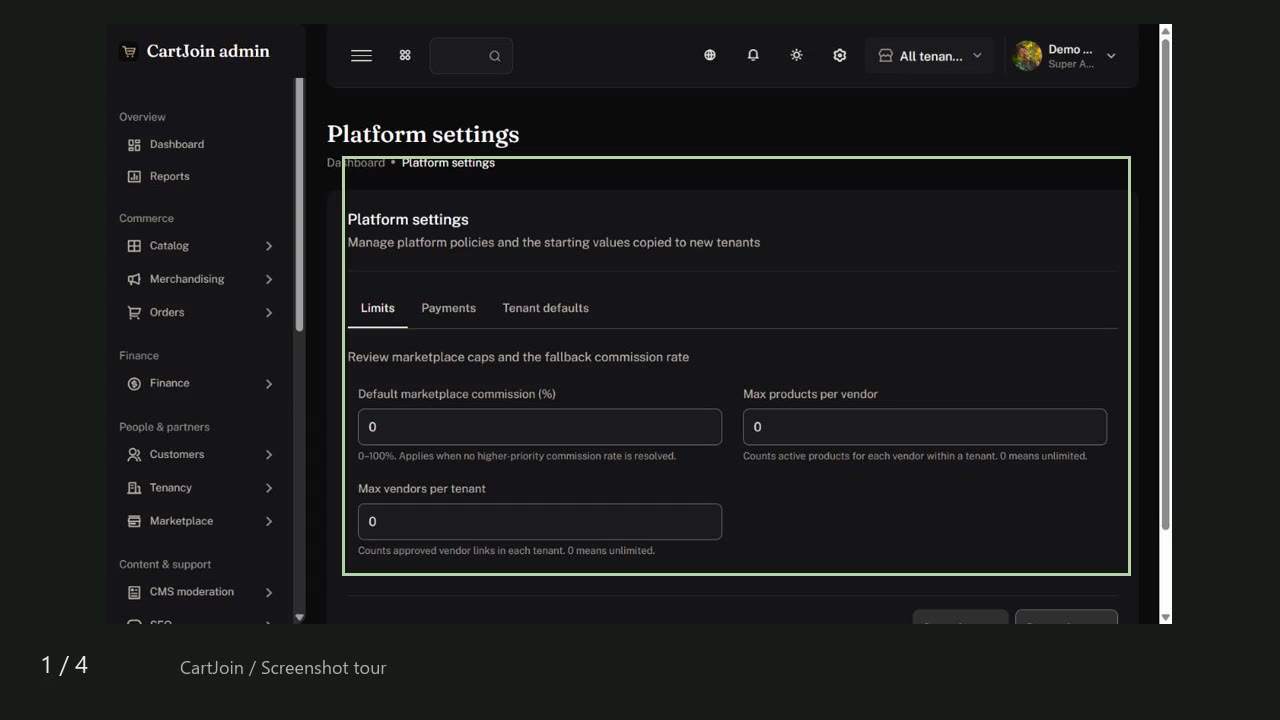 CartJoin admin
All tenan...
Demo ...
Super A...
Overview
Dashboard
Reports
Commerce
Catalog
Merchandising
Orders
Finance
Finance
People & partners
Customers
Tenancy
Marketplace
Content & support
CMS moderation
Platform settings
Dashboard • Platform settings
Platform settings
Manage platform policies and the starting values copied to new tenants
Limits Payments Tenant defaults
Review marketplace caps and the fallback commission rate
Default marketplace commission (%)
0
0–100%. Applies when no higher-priority commission rate is resolved.
Max products per vendor
0
Counts active products for each vendor within a tenant. 0 means unlimited.
Max vendors per tenant
0
Counts approved vendor links in each tenant. 0 means unlimited.
1 / 4
CartJoin / Screenshot tour